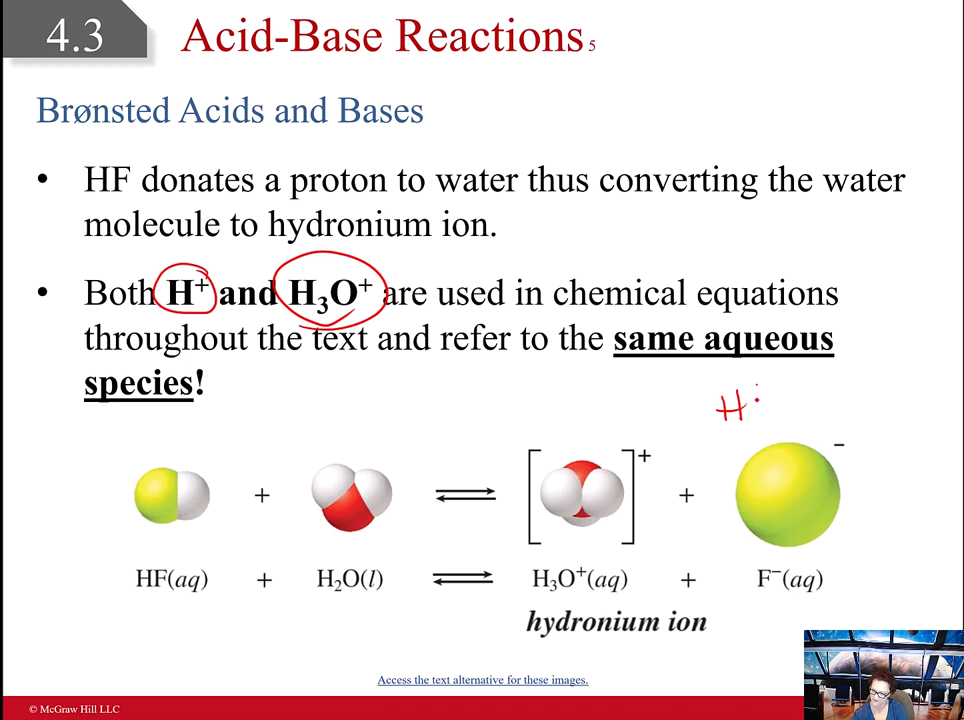 4.3
Acid-Base Reactions 5
Brønsted Acids and Bases
• HF donates a proton to water thus converting the water
molecule to hydronium ion.
• Both H⁺ and H₃O⁺ are used in chemical equations
throughout the text and refer to the same aqueous
species!
H:
+ ⇌ [ ]⁺ + ⁻
HF(aq) + H₂O(l) ⇌ H₃O⁺(aq) + F⁻(aq)
hydronium ion
Access the text alternative for these images.
© McGraw Hill LLC